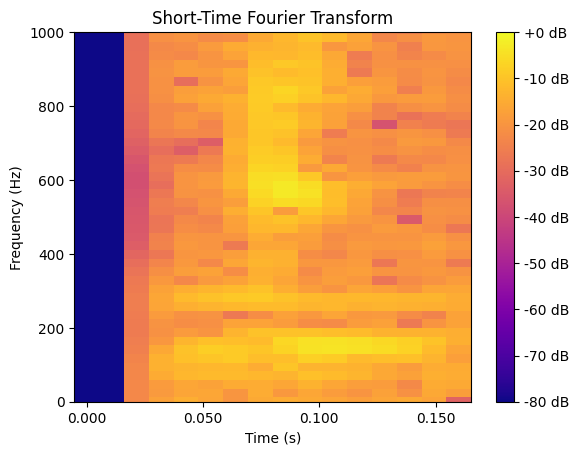 Short-Time Fourier Transform
1000
800
600
400
200
0
Frequency (Hz)
0.000
0.050
0.100
0.150
Time (s)
+0 dB
-10 dB
-20 dB
-30 dB
-40 dB
-50 dB
-60 dB
-70 dB
-80 dB